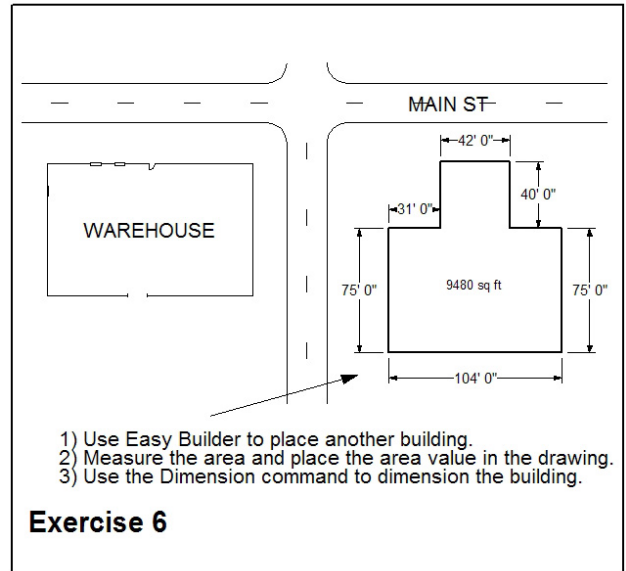 MAIN ST
42' 0"
40' 0"
31' 0"
WAREHOUSE
75' 0"
9480 sq ft
75' 0"
104' 0"
1) Use Easy Builder to place another building.
2) Measure the area and place the area value in the drawing.
3) Use the Dimension command to dimension the building.
Exercise 6